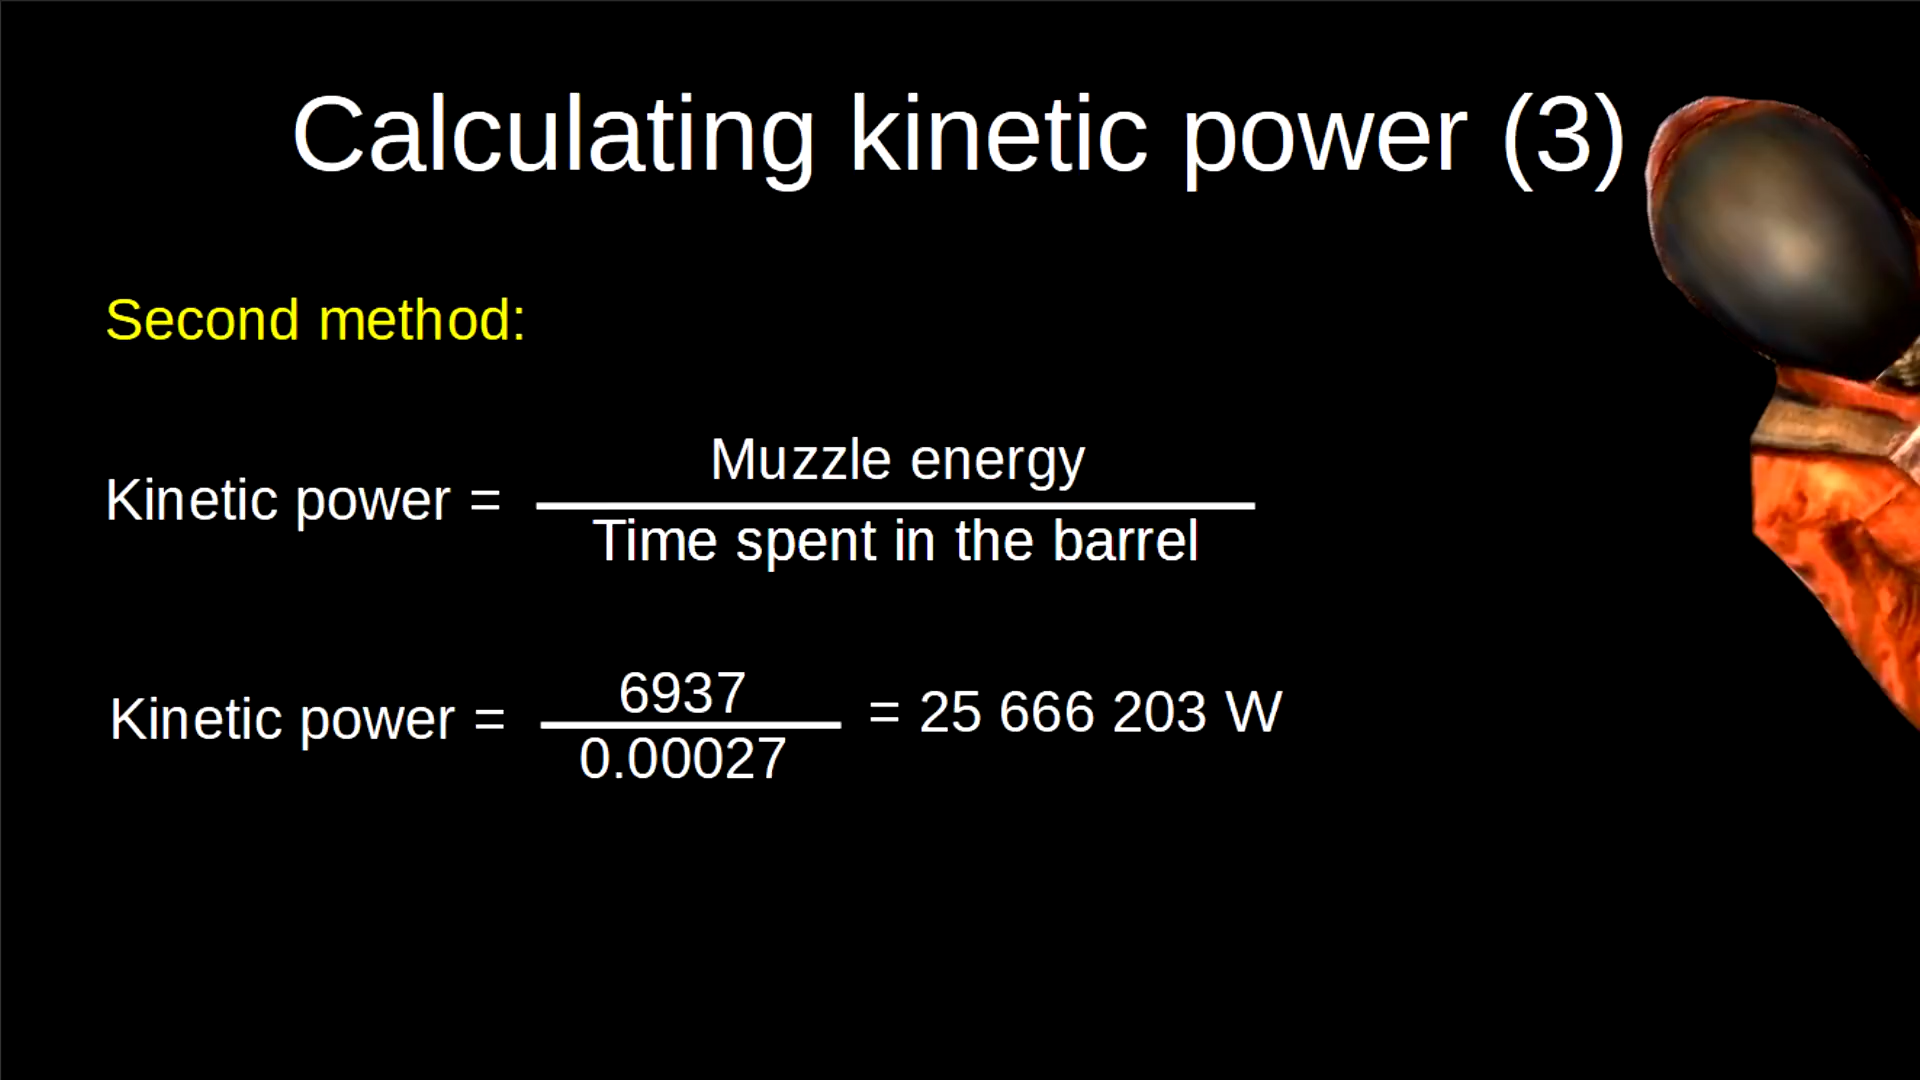 Calculating kinetic power (3)
Second method:
Kinetic power =
Muzzle energy
Time spent in the barrel
Kinetic power =
6937
0.00027
= 25 666 203 W